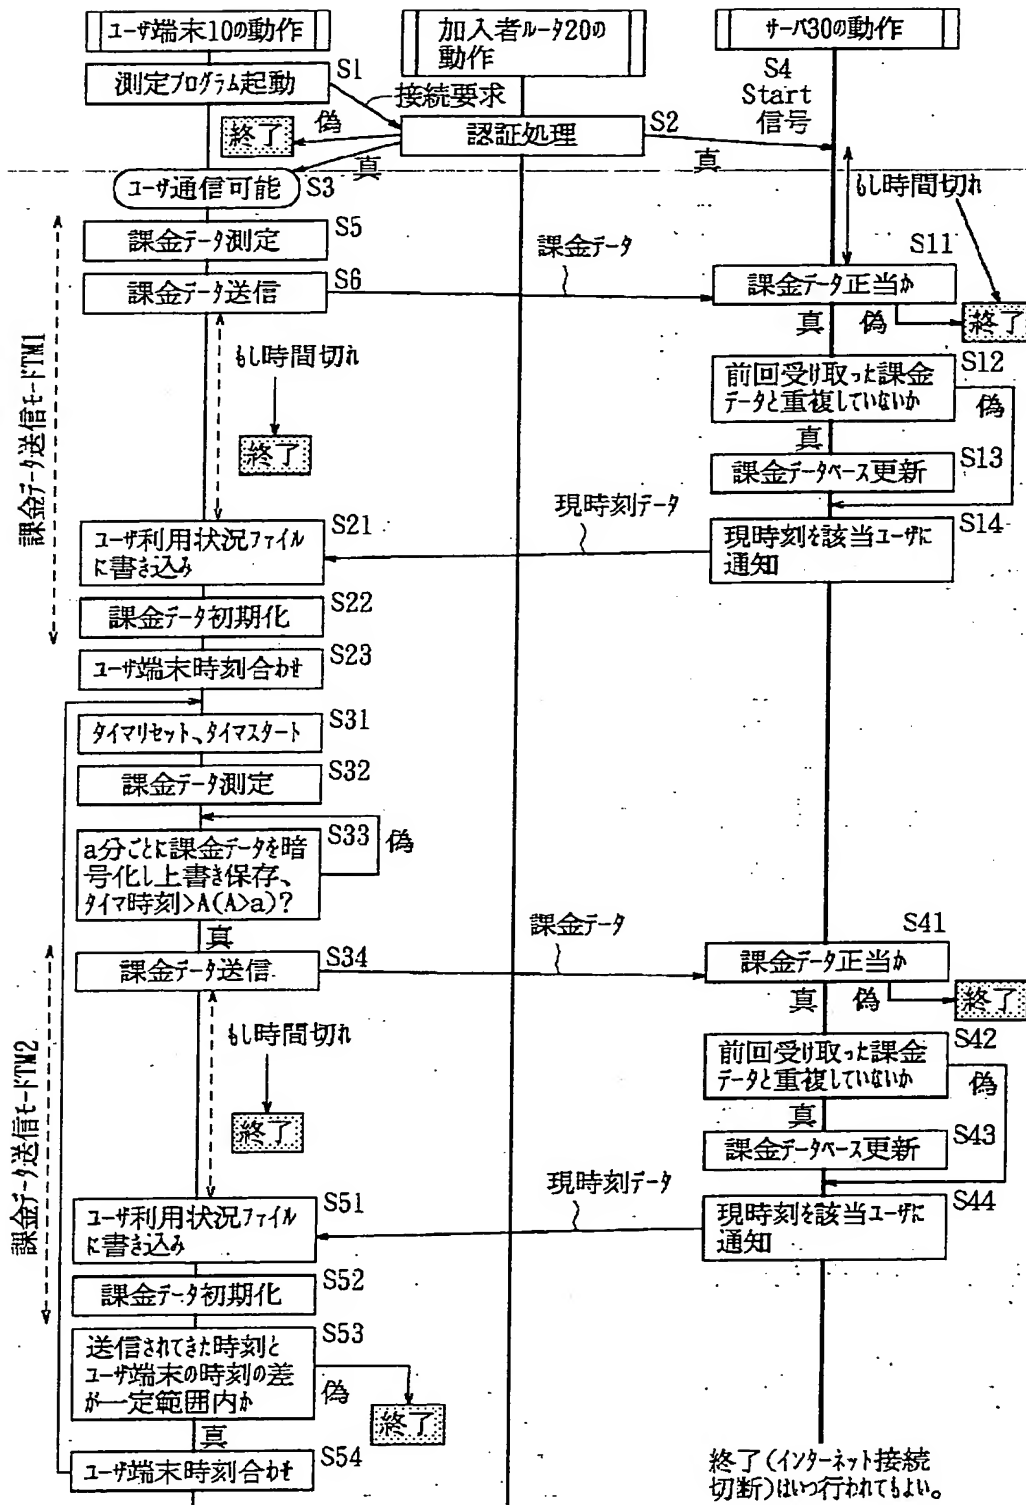 ユーザ端末10の動作
加入者ルータ20の
動作
サーバ30の動作
測定プログラム起動
S1
接続要求
S4
Start
信号
終了
偽
認証処理
S2
真
真
ユーザ通信可能
S3
もし時間切れ
課金データ測定
S5
課金データ
S11
課金データ送信
S6
課金データ正当か
真
偽
終了
もし時間切れ
終了
S12
前回受け取った課金
データと重複していないか
偽
真
課金データベース更新
S13
課金データ送信モードTM1
現時刻データ
S14
現時刻を該当ユーザに
通知
S21
ユーザ利用状況ファイル
に書き込み
課金データ初期化
S22
ユーザ端末時刻合わせ
S23
タイマリセット、タイマスタート
S31
課金データ測定
S32
S33
a分ごとに課金データを暗
号化し上書き保存、
タイマ時刻>A(A>a)?
偽
真
課金データ送信
S34
課金データ
S41
課金データ正当か
真
偽
終了
もし時間切れ
終了
S42
前回受け取った課金
データと重複していないか
偽
真
課金データベース更新
S43
課金データ送信モードTM2
現時刻データ
S44
現時刻を該当ユーザに
通知
S51
ユーザ利用状況ファイル
に書き込み
課金データ初期化
S52
S53
送信されてきた時刻と
ユーザ端末の時刻の差
が一定範囲内か
偽
終了
真
ユーザ端末時刻合わせ
S54
終了(インターネット接続
切断)はいつ行われてもよい。